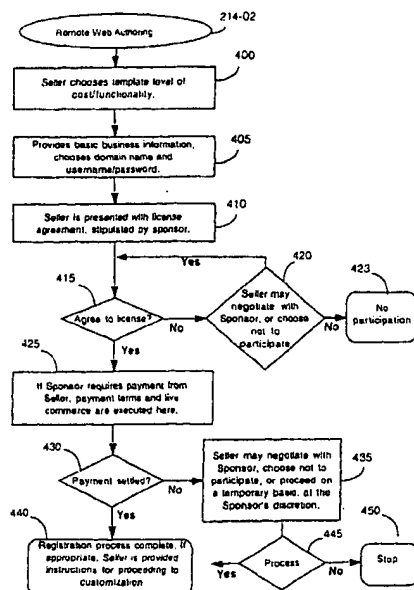 Remote Web Authoring
214-02
Seller chooses template level of
cost/functionality.
400
Provides basic business information,
chooses domain name and
username/password.
405
Seller is presented with license
agreement, stipulated by sponsor.
410
Yes
415
Agree to license?
No
420
Seller may
negotiate with
Sponsor, or choose
not to
participate.
No
423
No
participation
Yes
425
If Sponsor requires payment from
Seller, payment terms and live
commerce are executed here.
430
Payment settled?
No
Seller may negotiate with
Sponsor, choose not to
participate, or proceed on
a temporary basis, at the
Sponsor's discretion.
435
Yes
440
Registration process complete, if
appropriate, Seller is provided
instructions for proceeding to
customization
Yes
Process
445
No
450
Stop